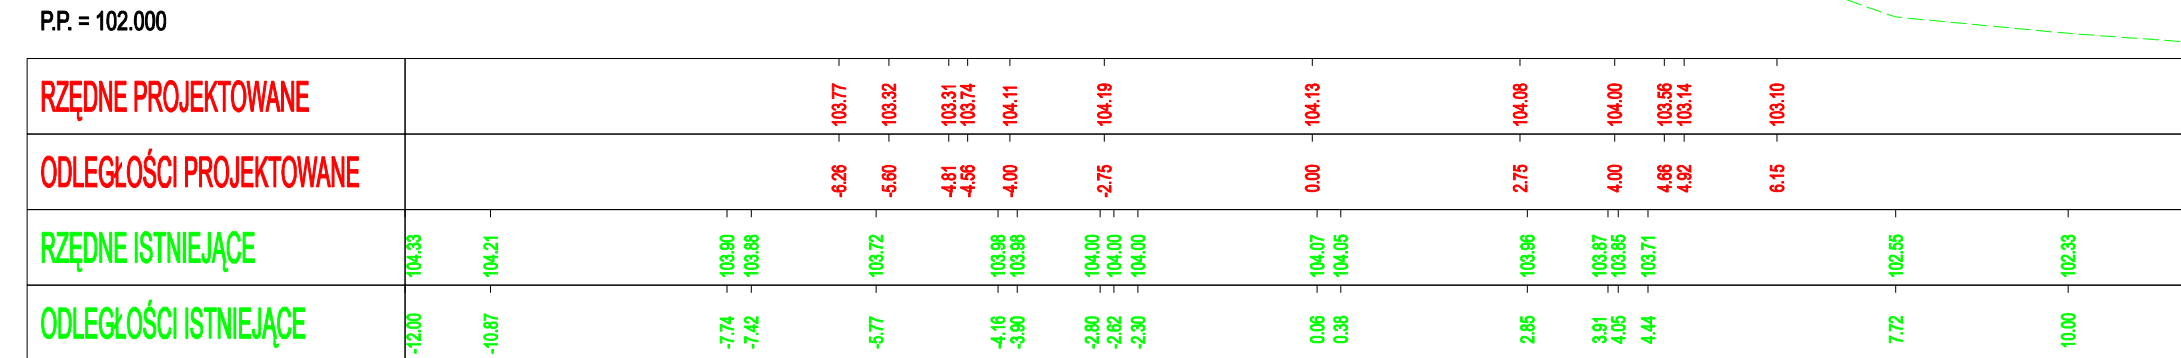 P.P. = 102.000
RZĘDNE PROJEKTOWANE 103.77 103.32 103.31 103.74 104.11 104.19 104.13 104.08 104.00 103.56 103.14 103.10
ODLEGŁOŚCI PROJEKTOWANE -6.26 -5.60 -4.81 -4.56 -4.00 -2.75 0.00 2.75 4.00 4.66 4.92 6.15
RZĘDNE ISTNIEJĄCE 104.33 104.21 103.90 103.88 103.72 103.98 103.98 104.00 104.00 104.00 104.07 104.05 103.96 103.87 103.85 103.71 102.55 102.33
ODLEGŁOŚCI ISTNIEJĄCE -12.00 -10.87 -7.74 -7.42 -5.77 -4.16 -3.90 -2.80 -2.62 -2.30 0.06 0.38 2.85 3.91 4.05 4.44 7.72 10.00